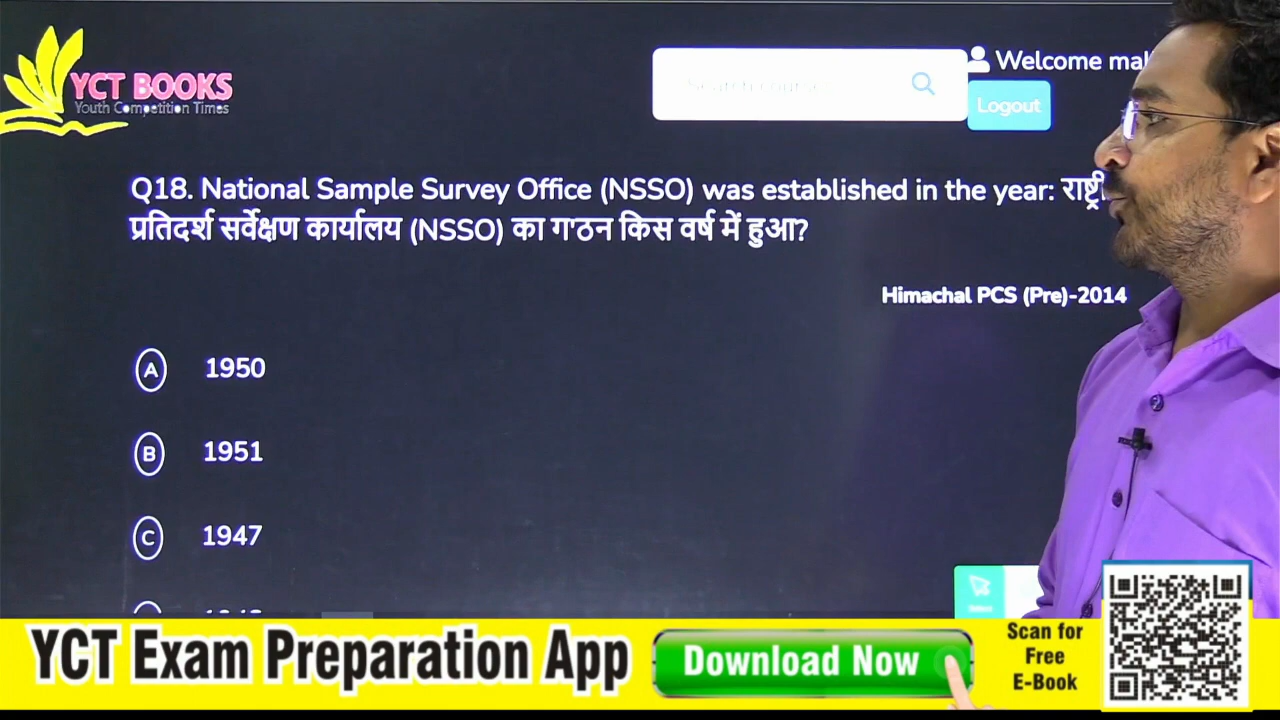 YCT BOOKS
Youth Competition Times
Welcome mal
Logout
Q18. National Sample Survey Office (NSSO) was established in the year: राष्ट्री
प्रतिदर्श सर्वेक्षण कार्यालय (NSSO) का ग'ठन किस वर्ष में हुआ?
Himachal PCS (Pre)-2014
A 1950
B 1951
C 1947
YCT Exam Preparation App
Download Now
Scan for
Free
E-Book